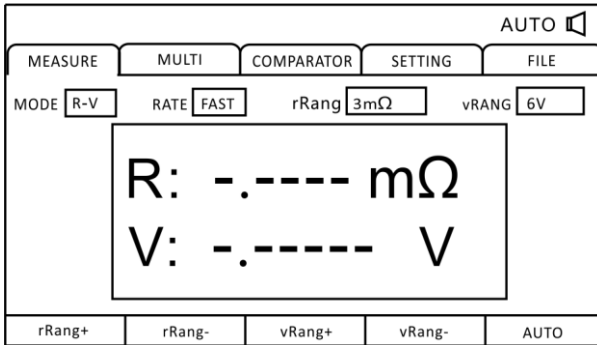 AUTO
MEASURE MULTI COMPARATOR SETTING FILE
MODE R-V RATE FAST rRang 3mΩ vRANG 6V
R: -.---- mΩ
V: -.----- V
rRang+ rRang- vRang+ vRang- AUTO